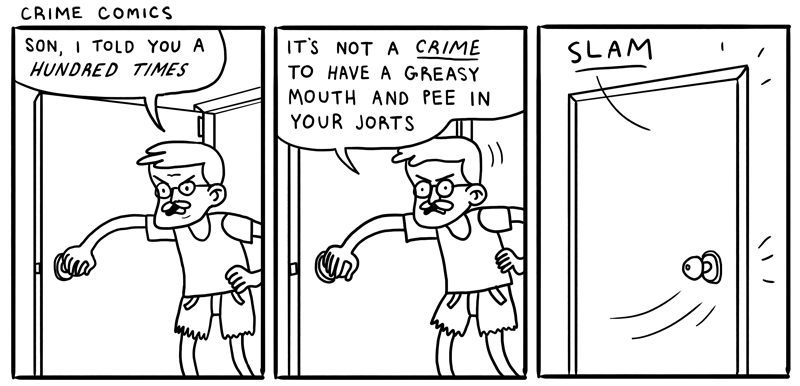 CRIME COMICS
SON, I TOLD YOU A
HUNDRED TIMES
IT'S NOT A CRIME
TO HAVE A GREASY
MOUTH AND PEE IN
YOUR JORTS
SLAM